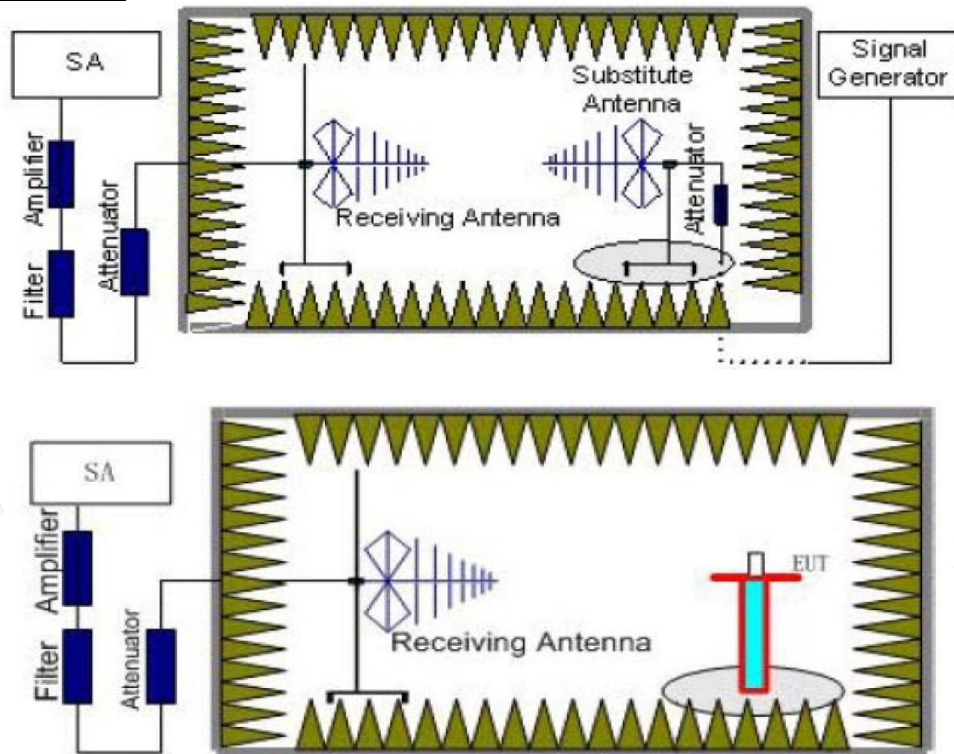 SA
Signal
Generator
Substitute
Antenna
Amplifier
Attenuator
Filter
Receiving Antenna
Attenuator
SA
Amplifier
Filter
Attenuator
Receiving Antenna
EUT